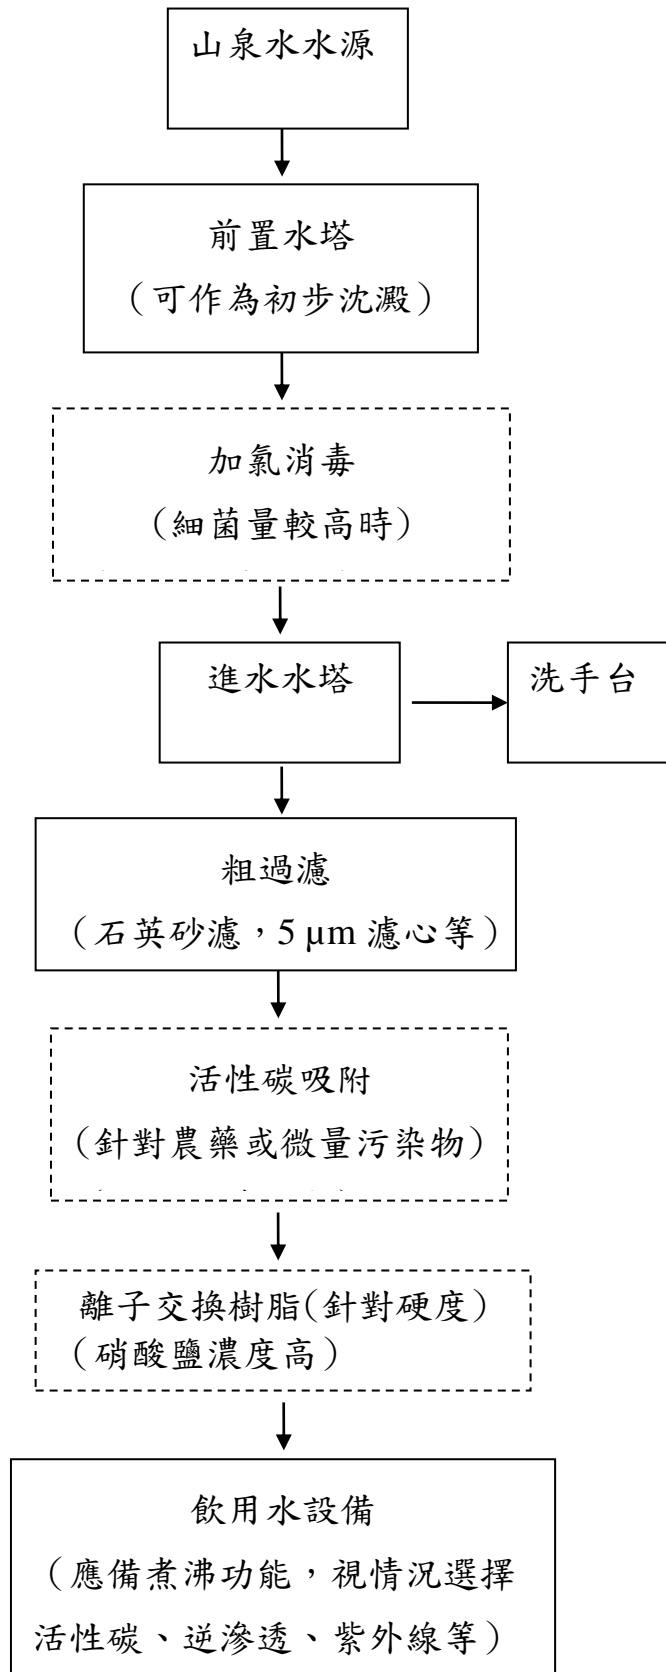 山泉水水源
前置水塔
（可作為初步沈澱）
加氯消毒
（細菌量較高時）
進水水塔
洗手台
粗過濾
（石英砂濾，5 μm 濾心等）
活性碳吸附
（針對農藥或微量污染物）
離子交換樹脂(針對硬度)
（硝酸鹽濃度高）
飲用水設備
（應備煮沸功能，視情況選擇
活性碳、逆滲透、紫外線等）